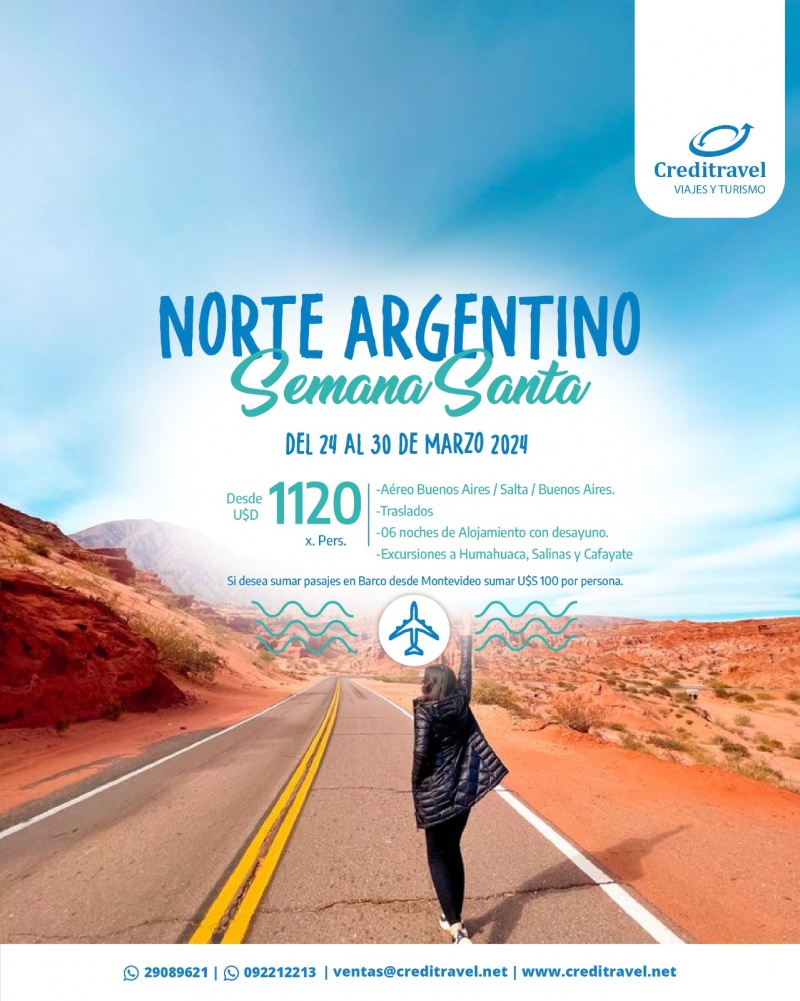 Creditravel
VIAJES Y TURISMO
NORTE ARGENTINO
Semana Santa
DEL 24 AL 30 DE MARZO 2024
Desde
U$D
1120
x. Pers.
-Aéreo Buenos Aires / Salta / Buenos Aires.
-Traslados
-06 noches de Alojamiento con desayuno.
-Excursiones a Humahuaca, Salinas y Cafayate
Si desea sumar pasajes en Barco desde Montevideo sumar U$S 100 por persona.
29089621 | 092212213 | ventas@creditravel.net | www.creditravel.net